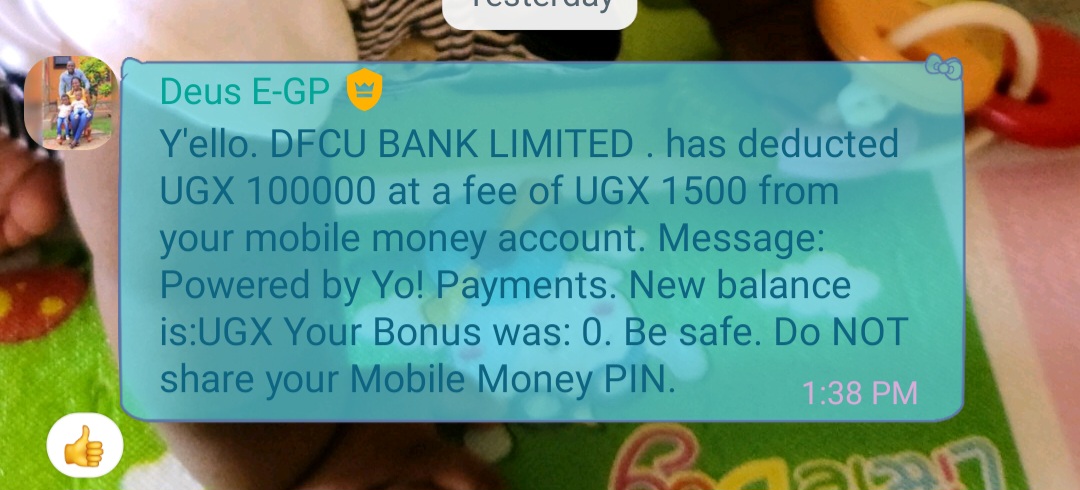 Yesterday
Deus E-GP
Y'ello. DFCU BANK LIMITED . has deducted
UGX 100000 at a fee of UGX 1500 from
your mobile money account. Message:
Powered by Yo! Payments. New balance
is:UGX Your Bonus was: 0. Be safe. Do NOT
share your Mobile Money PIN.
1:38 PM